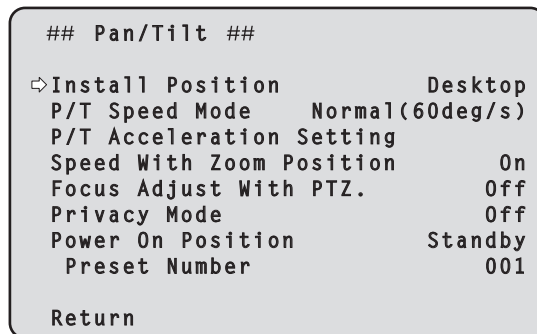 ## Pan/Tilt ##
⇨Install Position Desktop
P/T Speed Mode Normal(60deg/s)
P/T Acceleration Setting
Speed With Zoom Position On
Focus Adjust With PTZ. Off
Privacy Mode Off
Power On Position Standby
Preset Number 001
Return